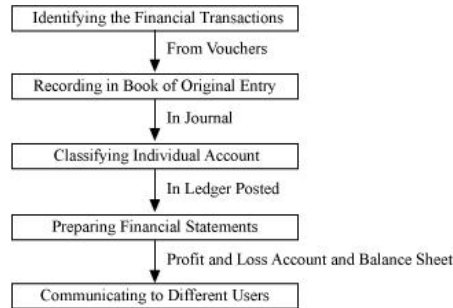 Identifying the Financial Transactions
From Vouchers
Recording in Book of Original Entry
In Journal
Classifying Individual Account
In Ledger Posted
Preparing Financial Statements
Profit and Loss Account and Balance Sheet
Communicating to Different Users